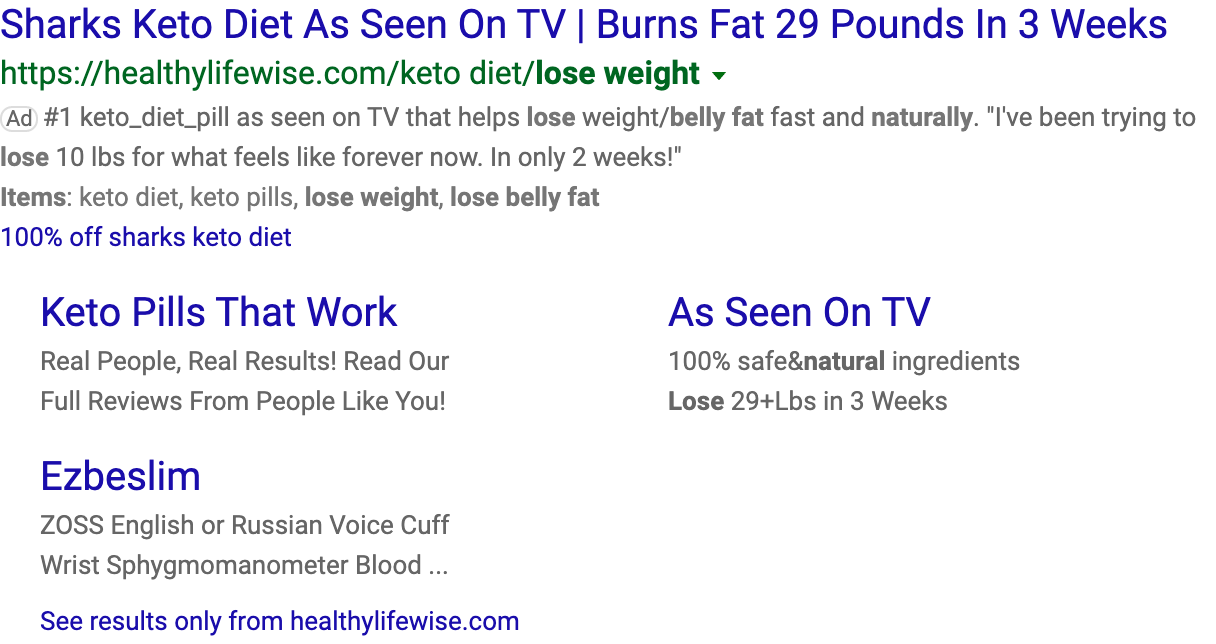 Sharks Keto Diet As Seen On TV | Burns Fat 29 Pounds In 3 Weeks
https://healthylifewise.com/keto diet/lose weight
Ad #1 keto_diet_pill as seen on TV that helps lose weight/belly fat fast and naturally. "I've been trying to
lose 10 lbs for what feels like forever now. In only 2 weeks!"
Items: keto diet, keto pills, lose weight, lose belly fat
100% off sharks keto diet
Keto Pills That Work
Real People, Real Results! Read Our
Full Reviews From People Like You!
As Seen On TV
100% safe&natural ingredients
Lose 29+Lbs in 3 Weeks
Ezbeslim
ZOSS English or Russian Voice Cuff
Wrist Sphygmomanometer Blood ...
See results only from healthylifewise.com